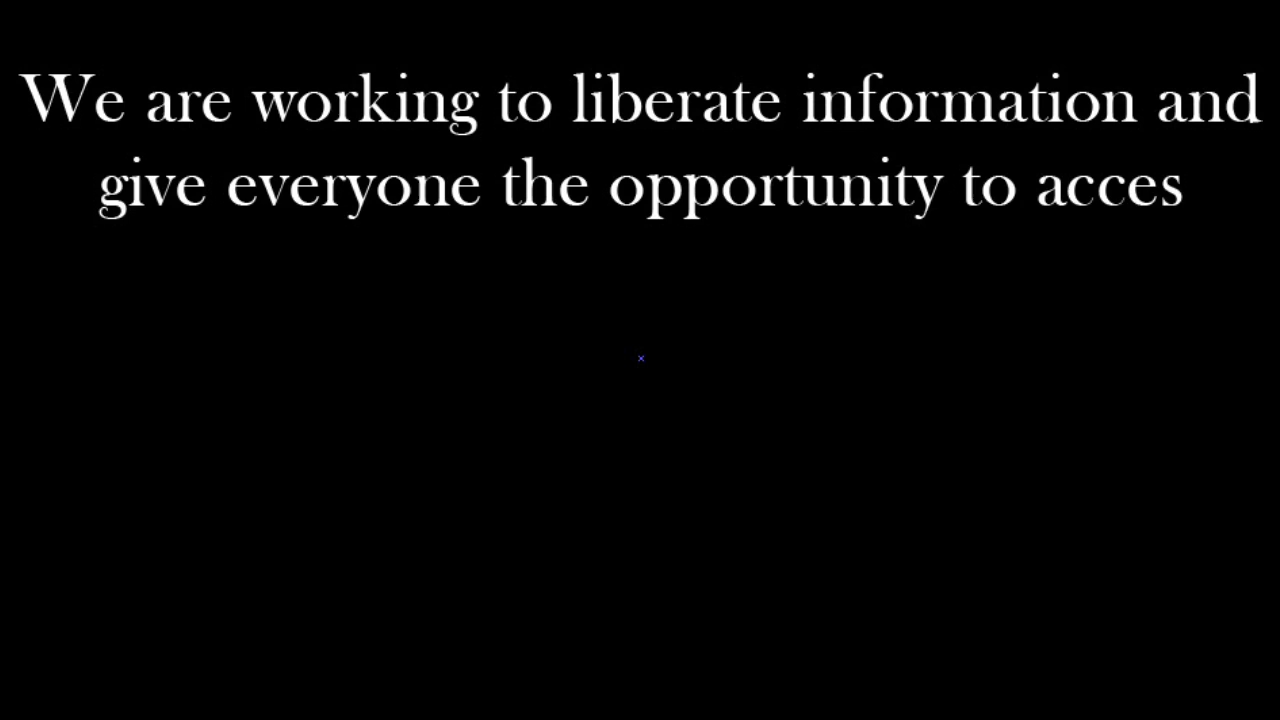 We are working to liberate information and
give everyone the opportunity to acces